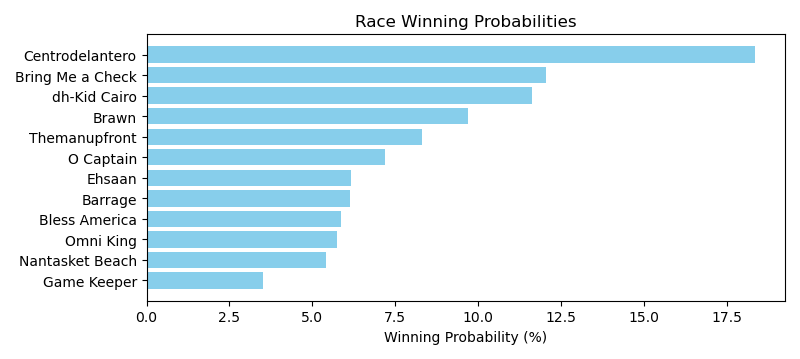 Race Winning Probabilities
Centrodelantero
Bring Me a Check
dh-Kid Cairo
Brawn
Themanupfront
O Captain
Ehsaan
Barrage
Bless America
Omni King
Nantasket Beach
Game Keeper
0.0 2.5 5.0 7.5 10.0 12.5 15.0 17.5
Winning Probability (%)